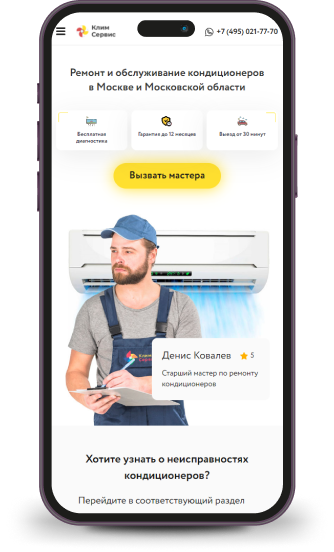 Клим
Сервис
+7 (495) 021-77-70
Ремонт и обслуживание кондиционеров
в Москве и Московской области
Бесплатная
диагностика
Гарантия до 12 месяцев
Выезд от 30 минут
Вызвать мастера
Денис Ковалев
5
Старший мастер по ремонту
кондиционеров
Хотите узнать о неисправностях
кондиционеров?
Перейдите в соответствующий раздел